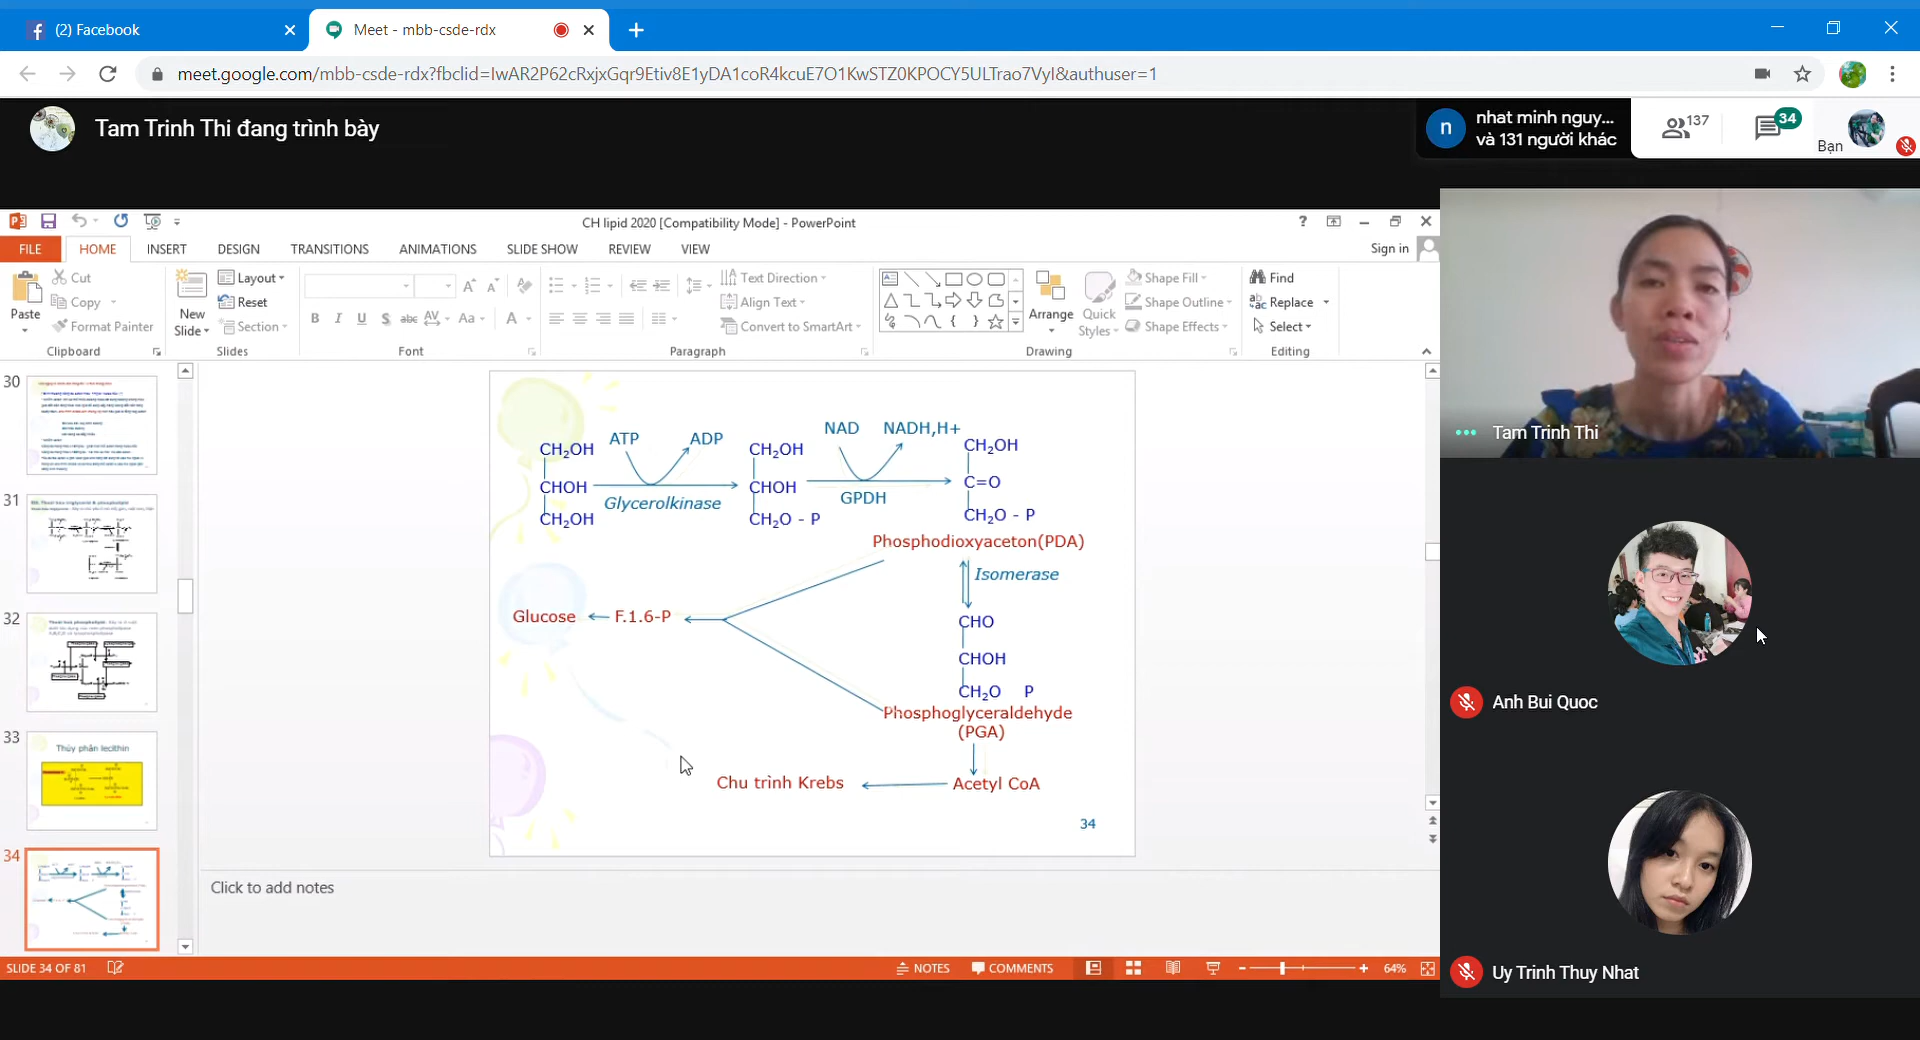 (2) Facebook
Meet - mbb-csde-rdx
meet.google.com/mbb-csde-rdx?fbclid=IwAR2P62cRxjxGqr9Etiv8E1yDA1coR4kcuE7O1KwSTZ0KPOCY5ULTrao7VyI&authuser=1
Tam Trinh Thi đang trình bày
n
nhat minh nguy...
và 131 người khác
137
34
Bạn
CH lipid 2020 [Compatibility Mode] - PowerPoint
FILE HOME INSERT DESIGN TRANSITIONS ANIMATIONS SLIDE SHOW REVIEW VIEW
Sign in
Paste
Cut
Copy
Format Painter
Clipboard
New Slide
Layout
Reset
Section
Slides
B I U S abc AV Aa A
Font
Text Direction
Align Text
Convert to SmartArt
Paragraph
Arrange
Quick Styles
Shape Fill
Shape Outline
Shape Effects
Drawing
Find
Replace
Select
Editing
30
31
32
33
Thủy phân lecithin
34
ATP ADP
NAD NADH,H+
CH₂OH CH₂OH CH₂OH
CHOH CHOH C=O
Glycerolkinase GPDH
CH₂OH CH₂O - P CH₂O - P
Phosphodioxyaceton(PDA)
Isomerase
Glucose F.1.6-P
CHO
CHOH
CH₂O P
Phosphoglyceraldehyde
(PGA)
Chu trình Krebs Acetyl CoA
34
Click to add notes
SLIDE 34 OF 81
NOTES COMMENTS 64%
Tam Trinh Thi
Anh Bui Quoc
Uy Trinh Thuy Nhat